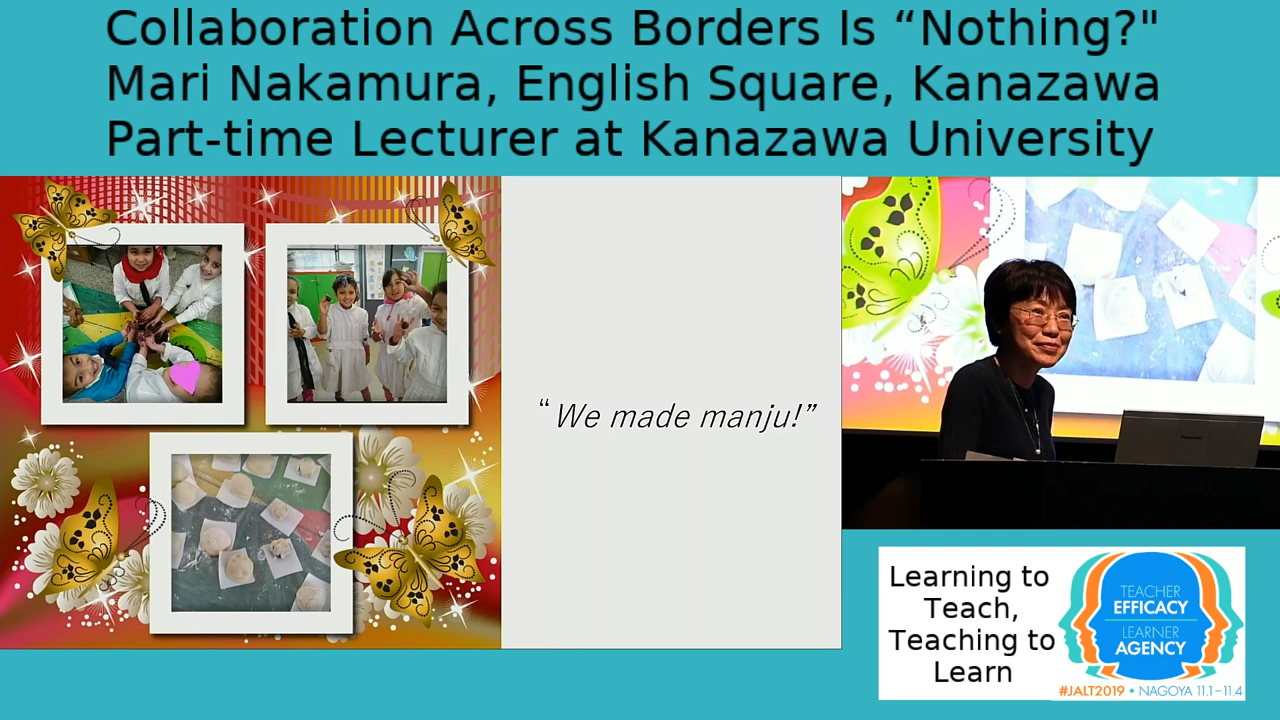 Collaboration Across Borders Is “Nothing?"
Mari Nakamura, English Square, Kanazawa
Part-time Lecturer at Kanazawa University
“We made manju!”
Learning to
Teach,
Teaching to
Learn
TEACHER
EFFICACY
LEARNER
AGENCY
#JALT2019 • NAGOYA 11.1–11.4